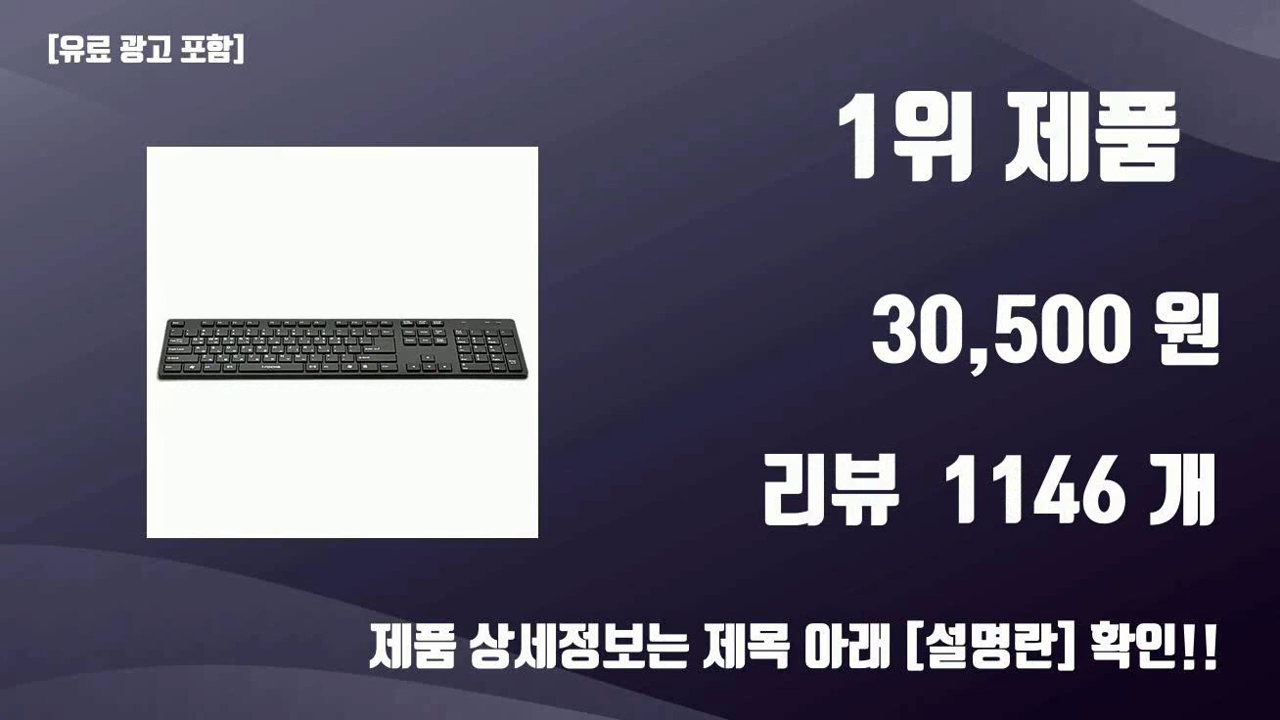 [유료 광고 포함]
1위 제품
30,500 원
리뷰 1146 개
제품 상세정보는 제목 아래 [설명란] 확인!!